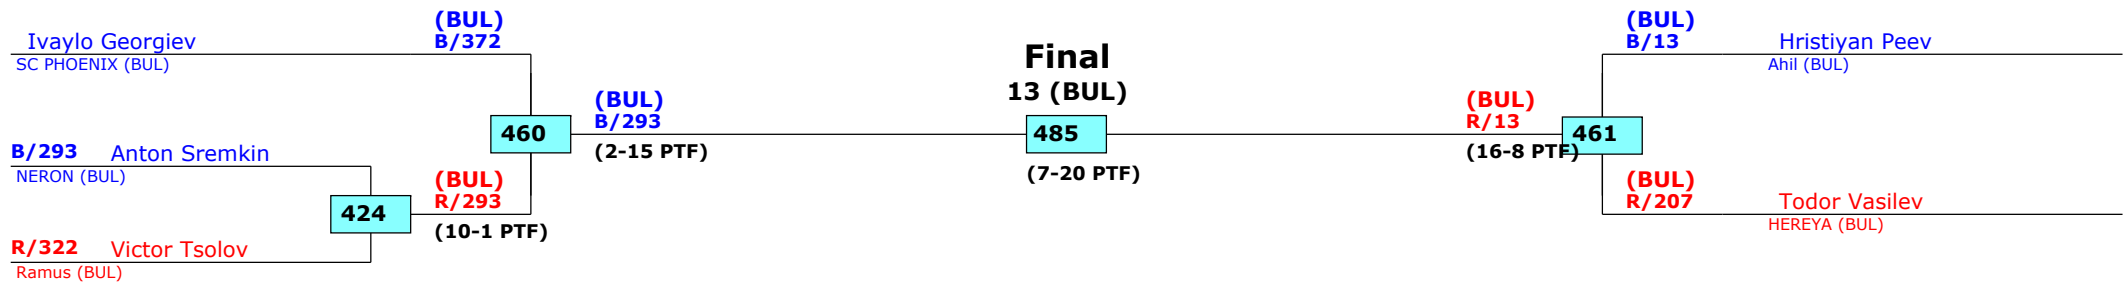 (BUL)
B/372
Ivaylo Georgiev
SC PHOENIX (BUL)
B/293 Anton Sremkin
NERON (BUL)
R/322 Victor Tsolov
Ramus (BUL)
424
(BUL)
R/293
(10-1 PTF)
460
(BUL)
B/293
(2-15 PTF)
Final
13 (BUL)
485
(7-20 PTF)
(BUL)
R/13
(16-8 PTF)
461
(BUL)
B/13
Hristiyan Peev
Ahil (BUL)
(BUL)
R/207
Todor Vasilev
HEREYA (BUL)